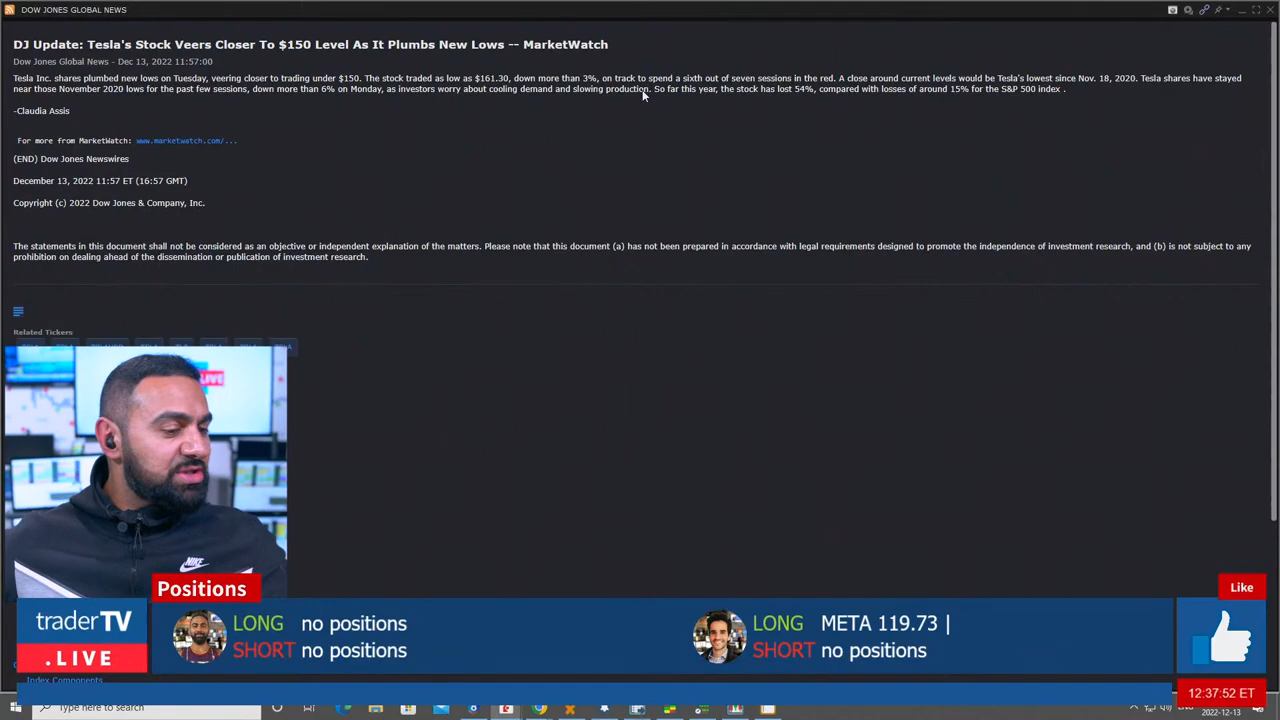 DOW JONES GLOBAL NEWS
DJ Update: Tesla's Stock Veers Closer To $150 Level As It Plumbs New Lows -- MarketWatch
Dow Jones Global News - Dec 13, 2022 11:57:00
Tesla Inc. shares plumbed new lows on Tuesday, veering closer to trading under $150. The stock traded as low as $161.30, down more than 3%, on track to spend a sixth out of seven sessions in the red. A close around current levels would be Tesla's lowest since Nov. 18, 2020. Tesla shares have stayed
near those November 2020 lows for the past few sessions, down more than 6% on Monday, as investors worry about cooling demand and slowing production. So far this year, the stock has lost 54%, compared with losses of around 15% for the S&P 500 index .
-Claudia Assis
For more from MarketWatch: www.marketwatch.com/...
(END) Dow Jones Newswires
December 13, 2022 11:57 ET (16:57 GMT)
Copyright (c) 2022 Dow Jones & Company, Inc.
The statements in this document shall not be considered as an objective or independent explanation of the matters. Please note that this document (a) has not been prepared in accordance with legal requirements designed to promote the independence of investment research, and (b) is not subject to any
prohibition on dealing ahead of the dissemination or publication of investment research.
Related Tickers
LIVE
NIKE
Positions
Like
traderTV
.LIVE
LONG no positions
SHORT no positions
LONG META 119.73 |
SHORT no positions
Index Components
12:37:52 ET
Type here to search
2022-12-13